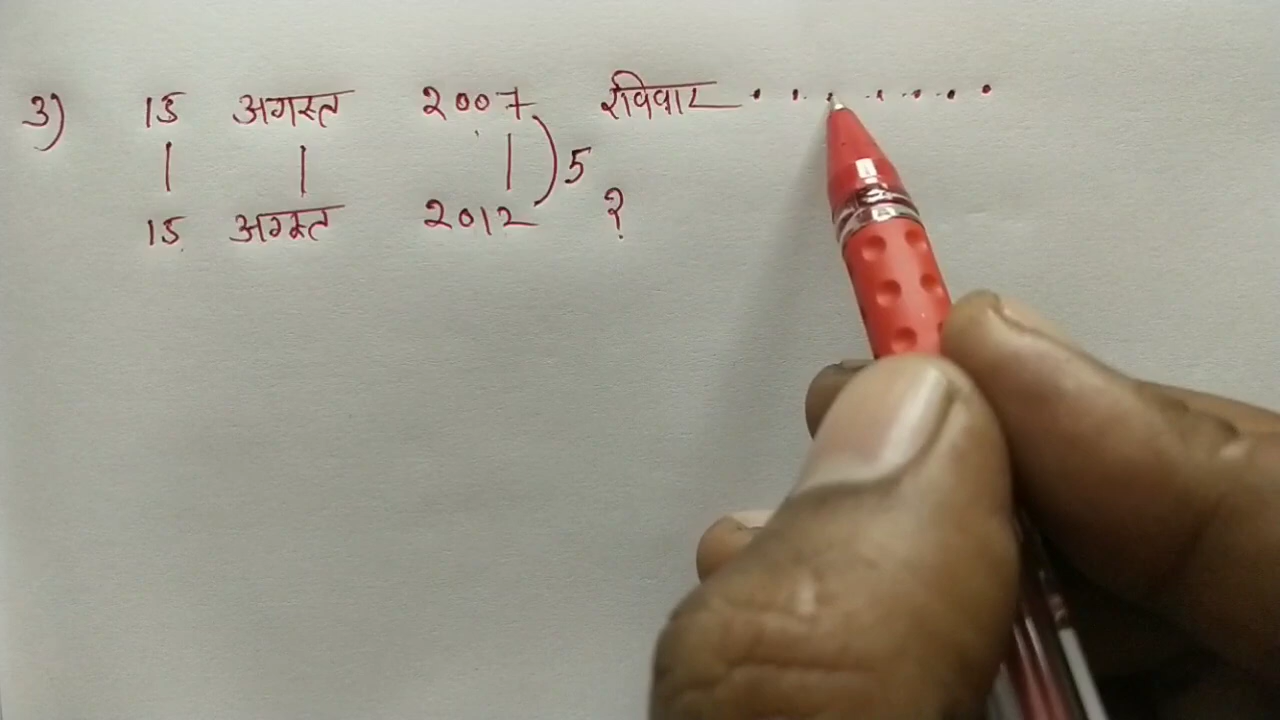 3) 15 अगस्त 2007 रविवार . . . . . . .
5
15 अगस्त 2012 ?